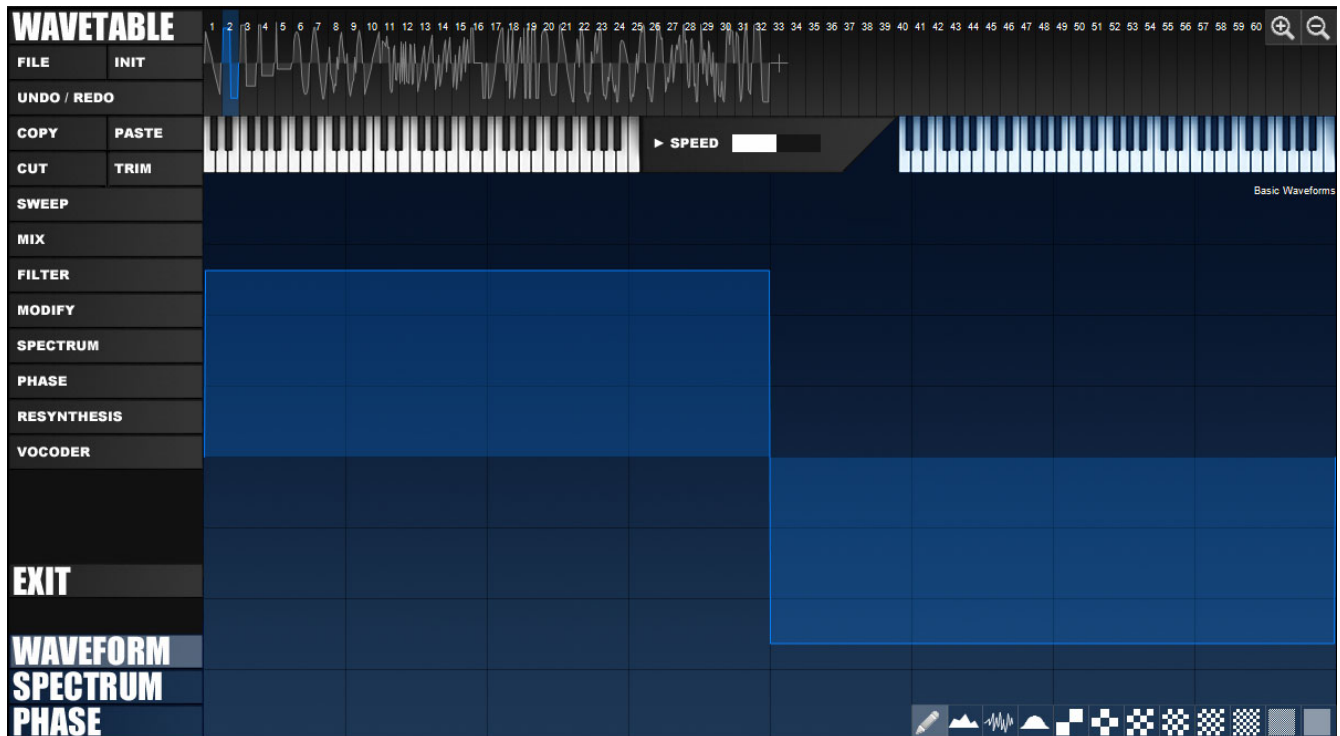 WAVETABLE
FILE INIT
UNDO / REDO
COPY PASTE
CUT TRIM
SWEEP
MIX
FILTER
MODIFY
SPECTRUM
PHASE
RESYNTHESIS
VOCODER
EXIT
WAVEFORM
SPECTRUM
PHASE
1 2 3 4 5 6 7 8 9 10 11 12 13 14 15 16 17 18 19 20 21 22 23 24 25 26 27 28 29 30 31 32 33 34 35 36 37 38 39 40 41 42 43 44 45 46 47 48 49 50 51 52 53 54 55 56 57 58 59 60
SPEED
Basic Waveforms